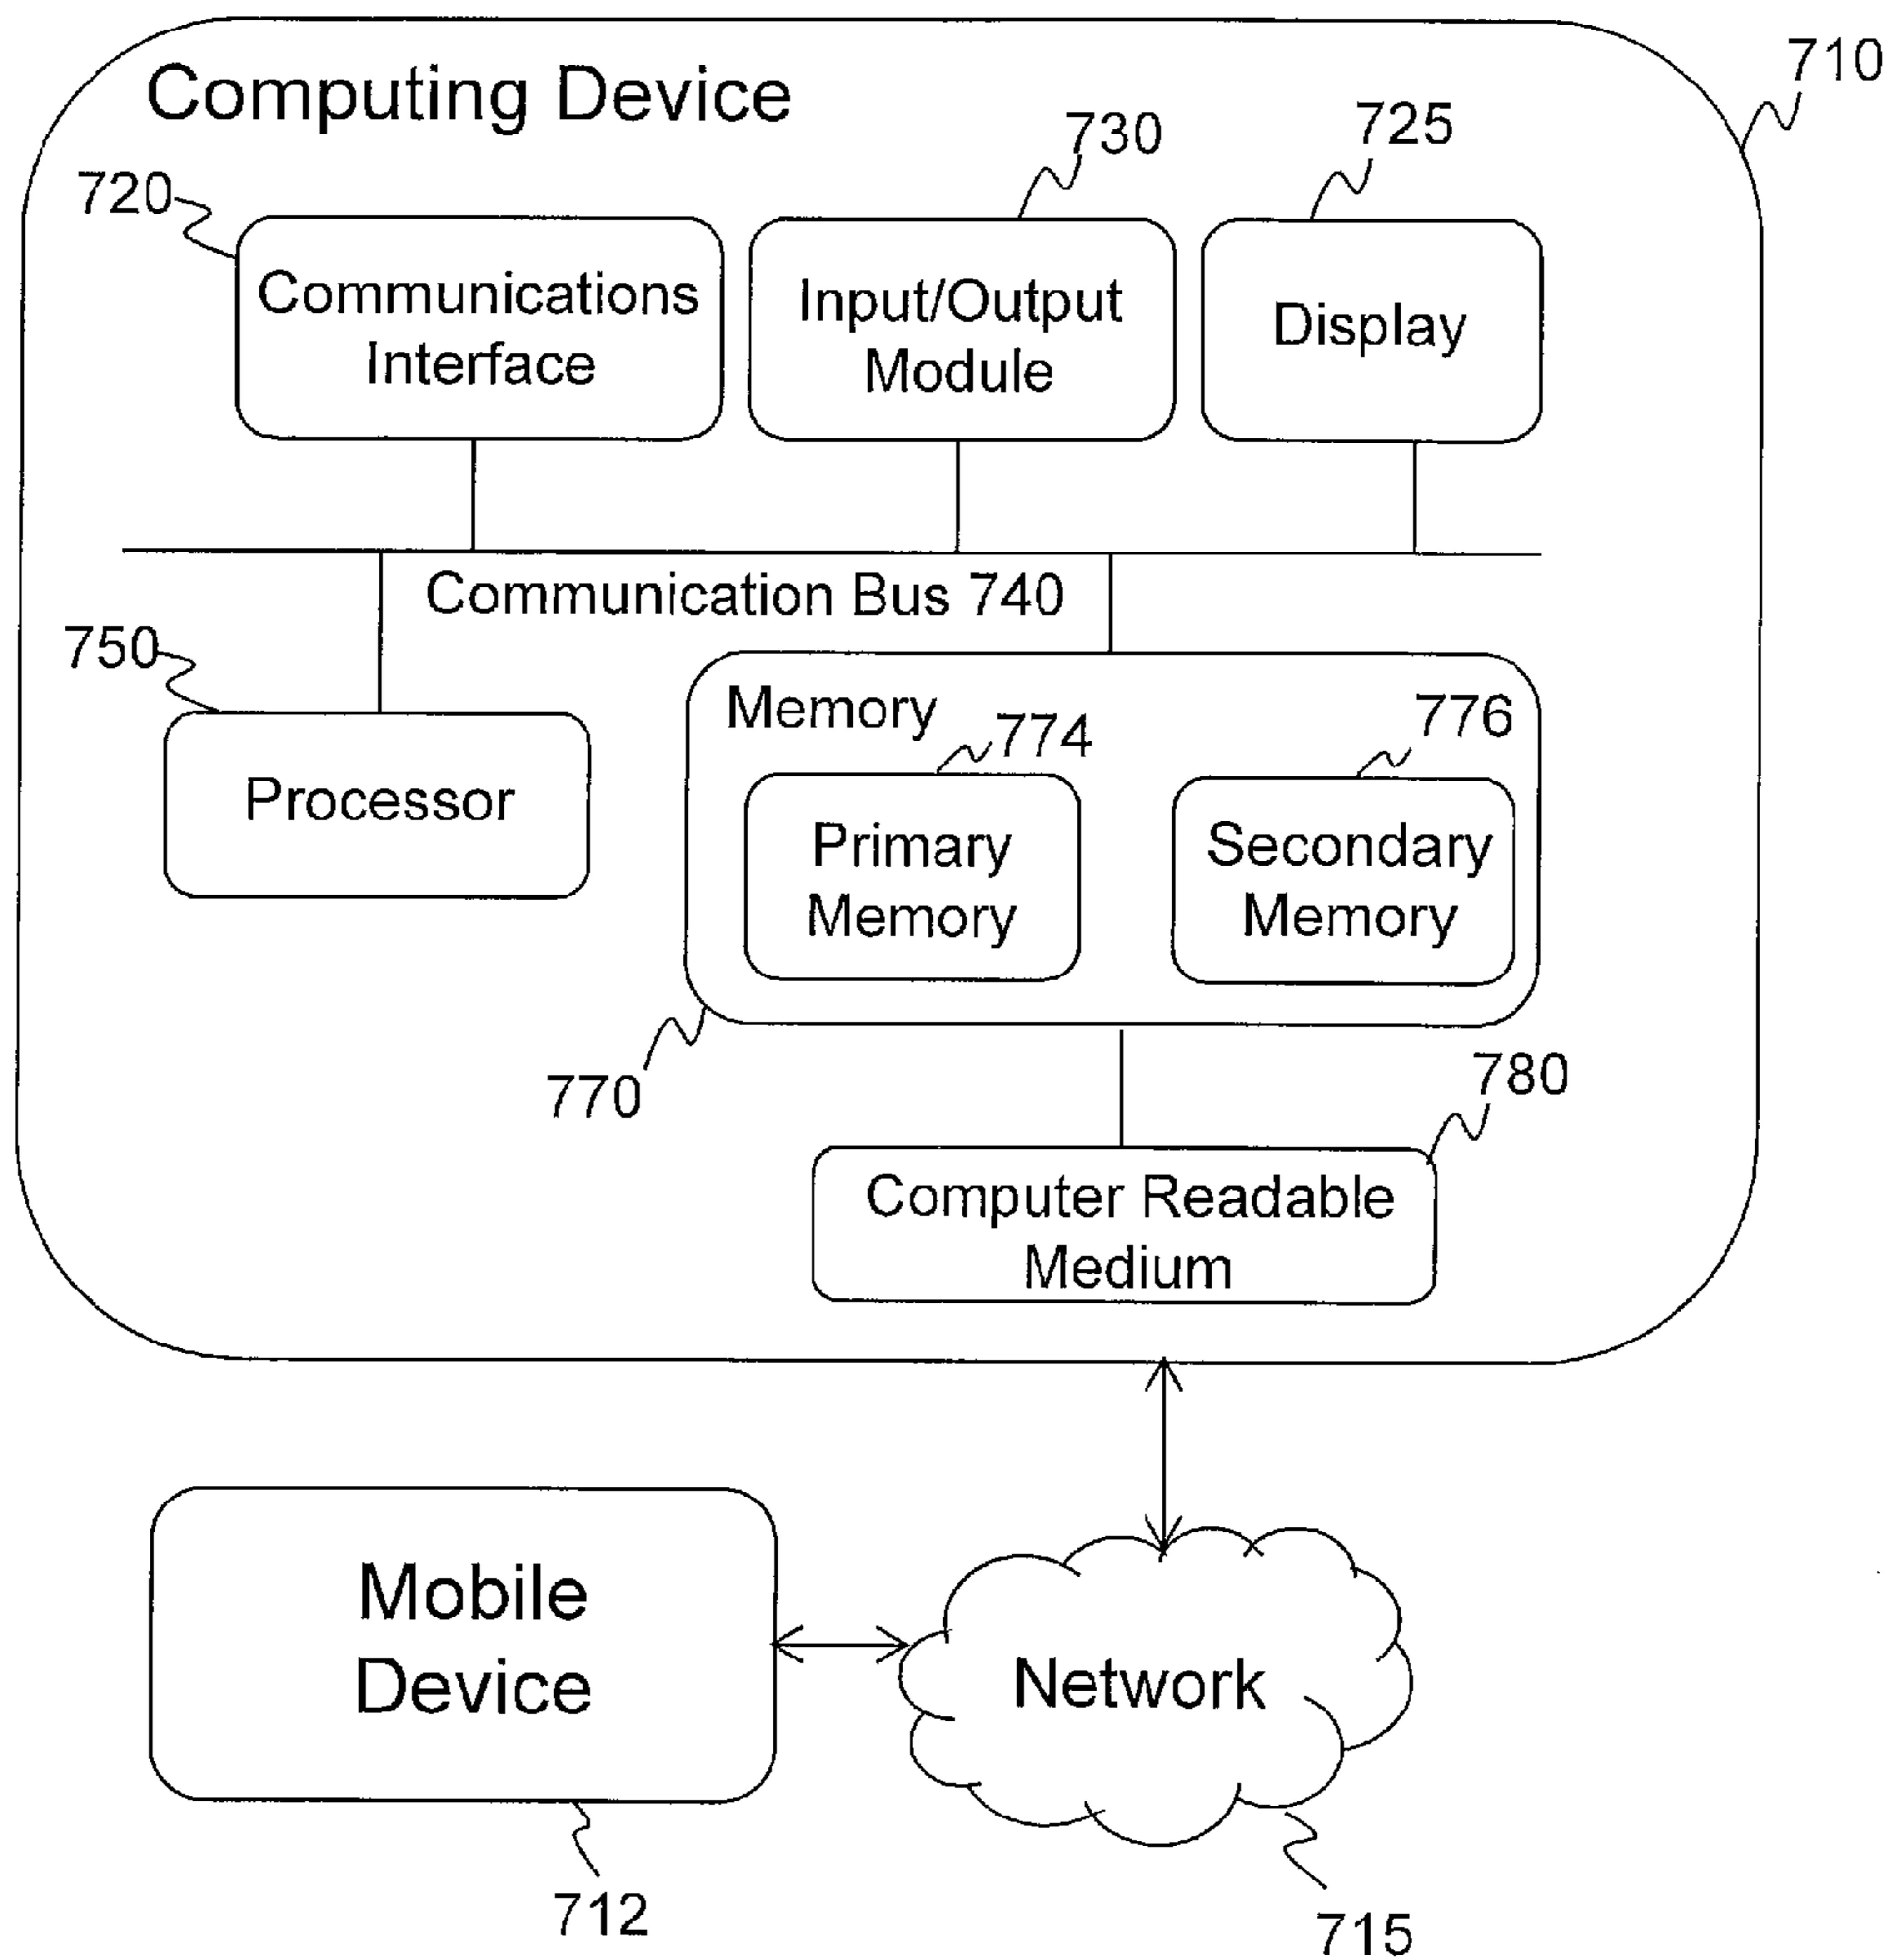 Computing Device
710
720
730
725
Communications
Interface
Input/Output
Module
Display
Communication Bus 740
750
Processor
Memory
774
776
Primary
Memory
Secondary
Memory
770
780
Computer Readable
Medium
Mobile
Device
Network
712
715